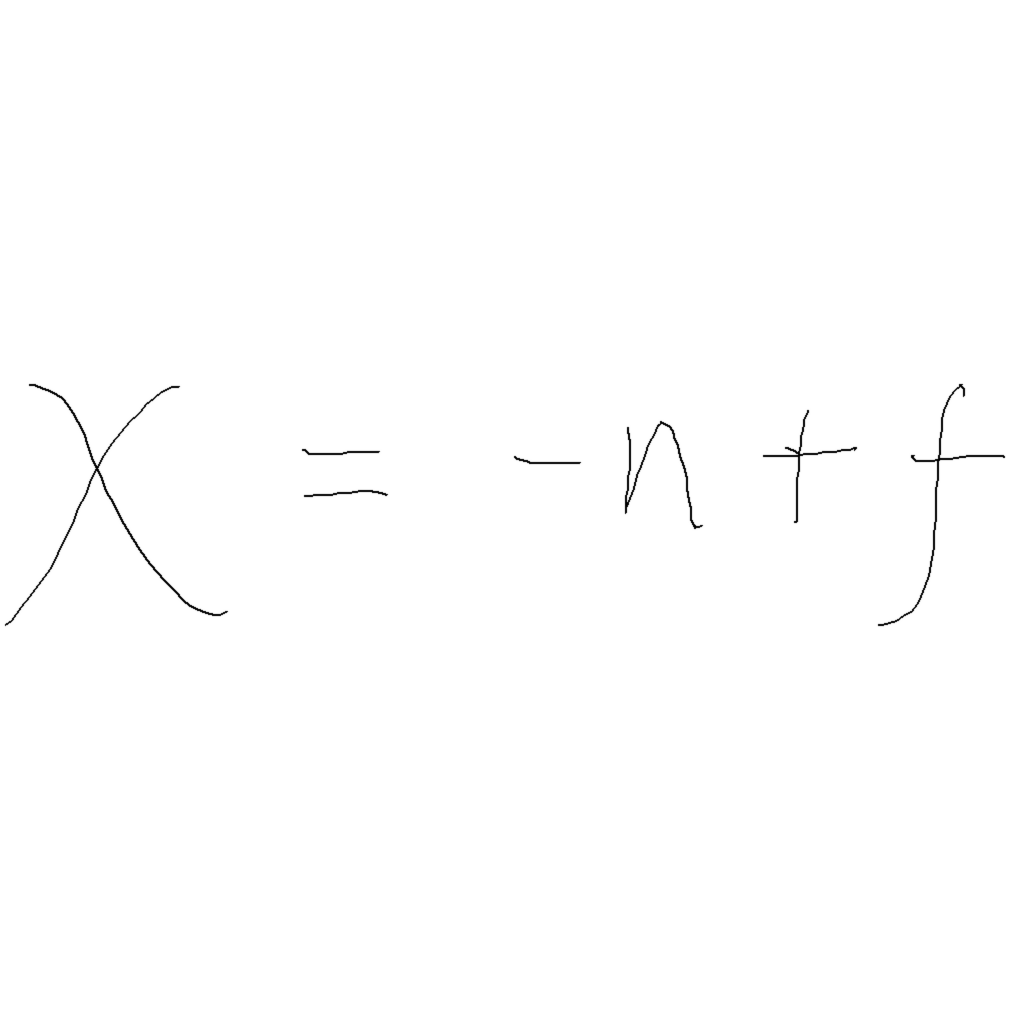 X = - n + f